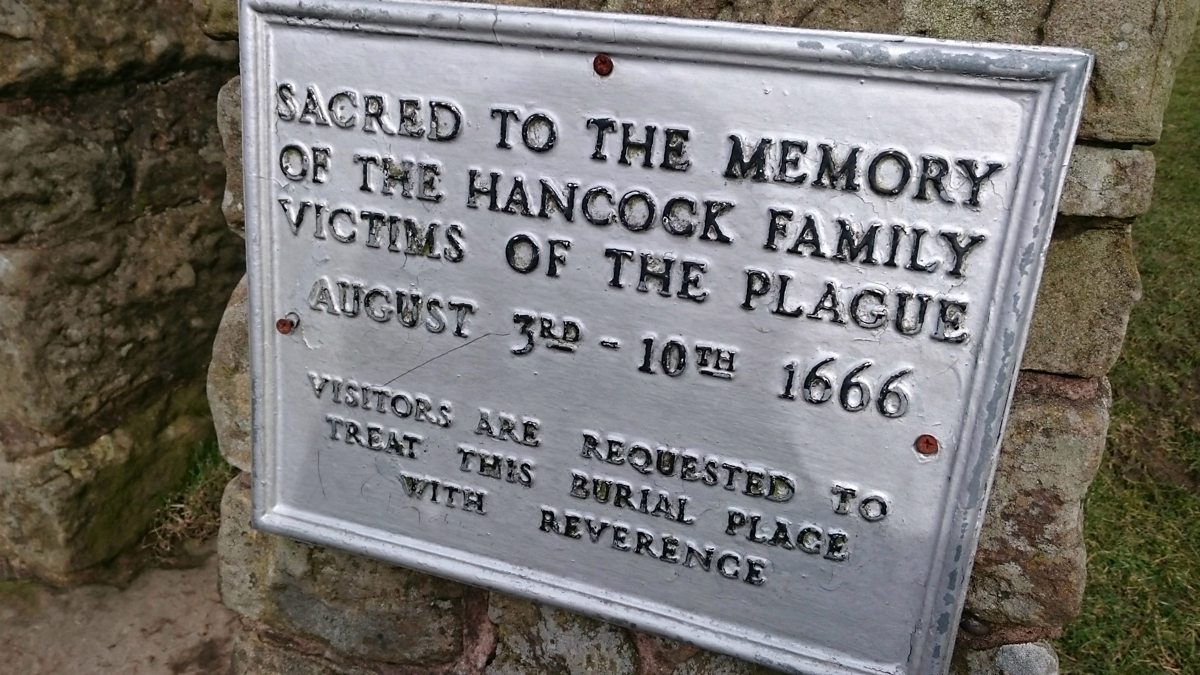 SACRED TO THE MEMORY
OF THE HANCOCK FAMILY
VICTIMS OF THE PLAGUE
AUGUST 3RD - 10TH 1666
VISITORS ARE REQUESTED TO
TREAT THIS BURIAL PLACE
WITH REVERENCE